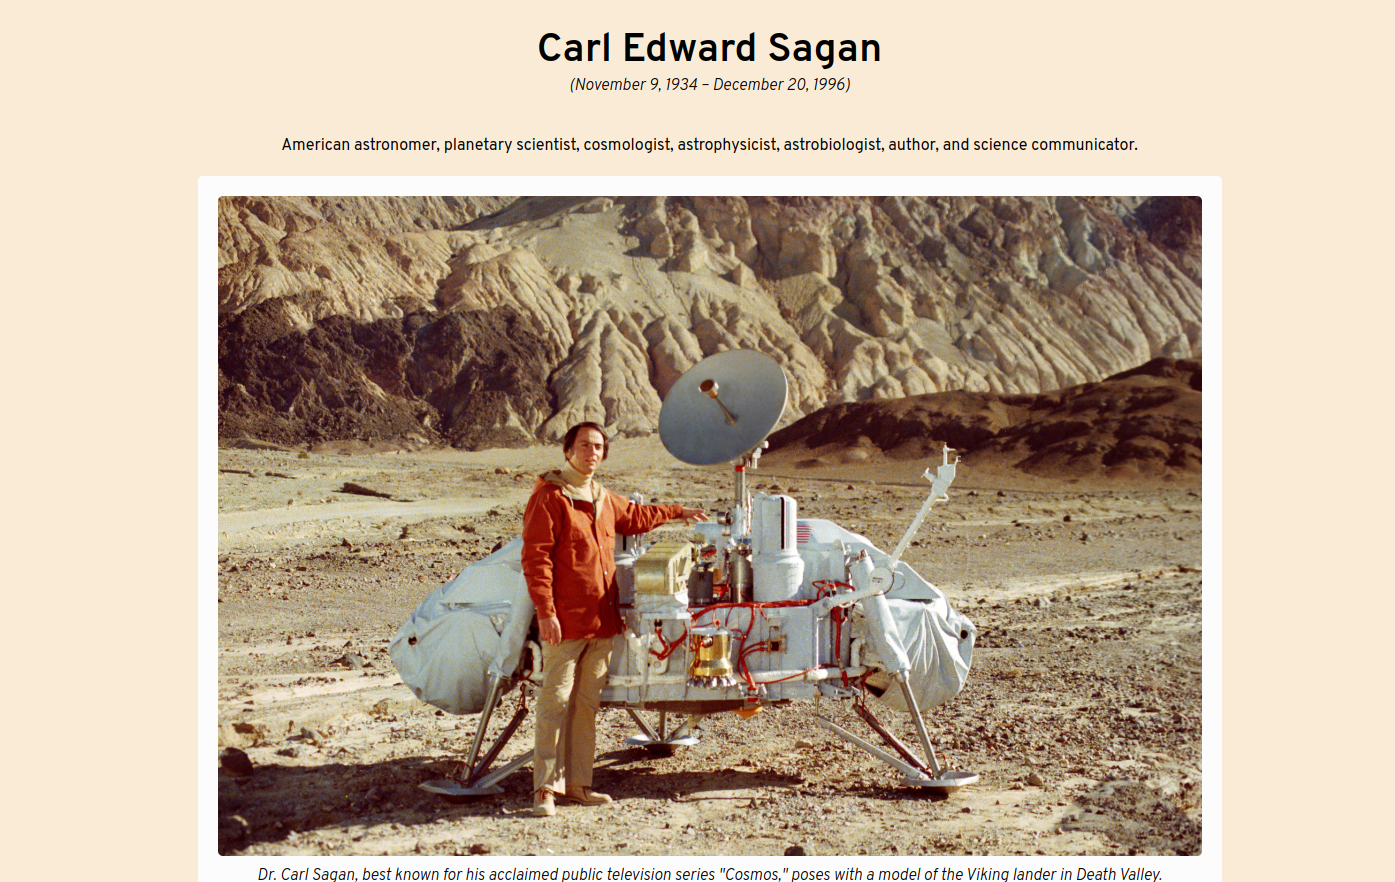 Carl Edward Sagan
(November 9, 1934 – December 20, 1996)
American astronomer, planetary scientist, cosmologist, astrophysicist, astrobiologist, author, and science communicator.
Dr. Carl Sagan, best known for his acclaimed public television series "Cosmos," poses with a model of the Viking lander in Death Valley.